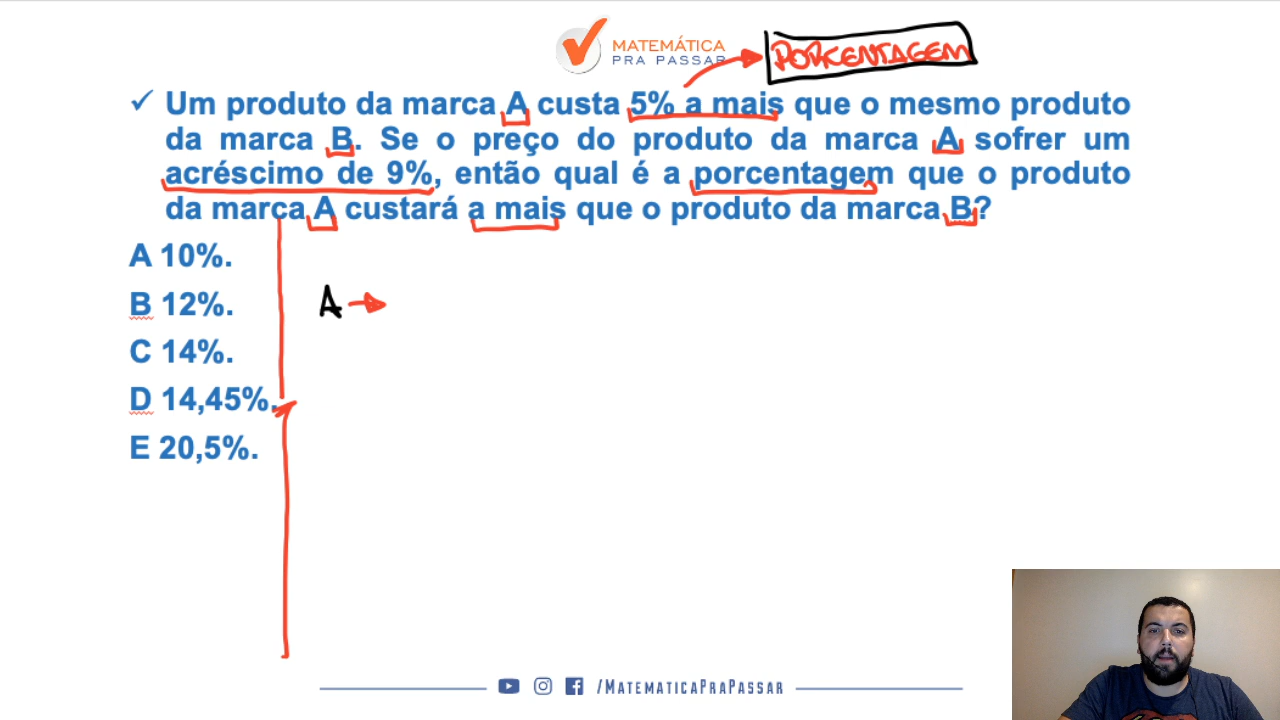 MATEMÁTICA
PRA PASSAR
PORCENTAGEM
✓ Um produto da marca A custa 5% a mais que o mesmo produto
da marca B. Se o preço do produto da marca A sofrer um
acréscimo de 9%, então qual é a porcentagem que o produto
da marca A custará a mais que o produto da marca B?
A 10%.
B 12%.
C 14%.
D 14,45%.
E 20,5%.
A →
/MATEMATICAPRAPASSAR